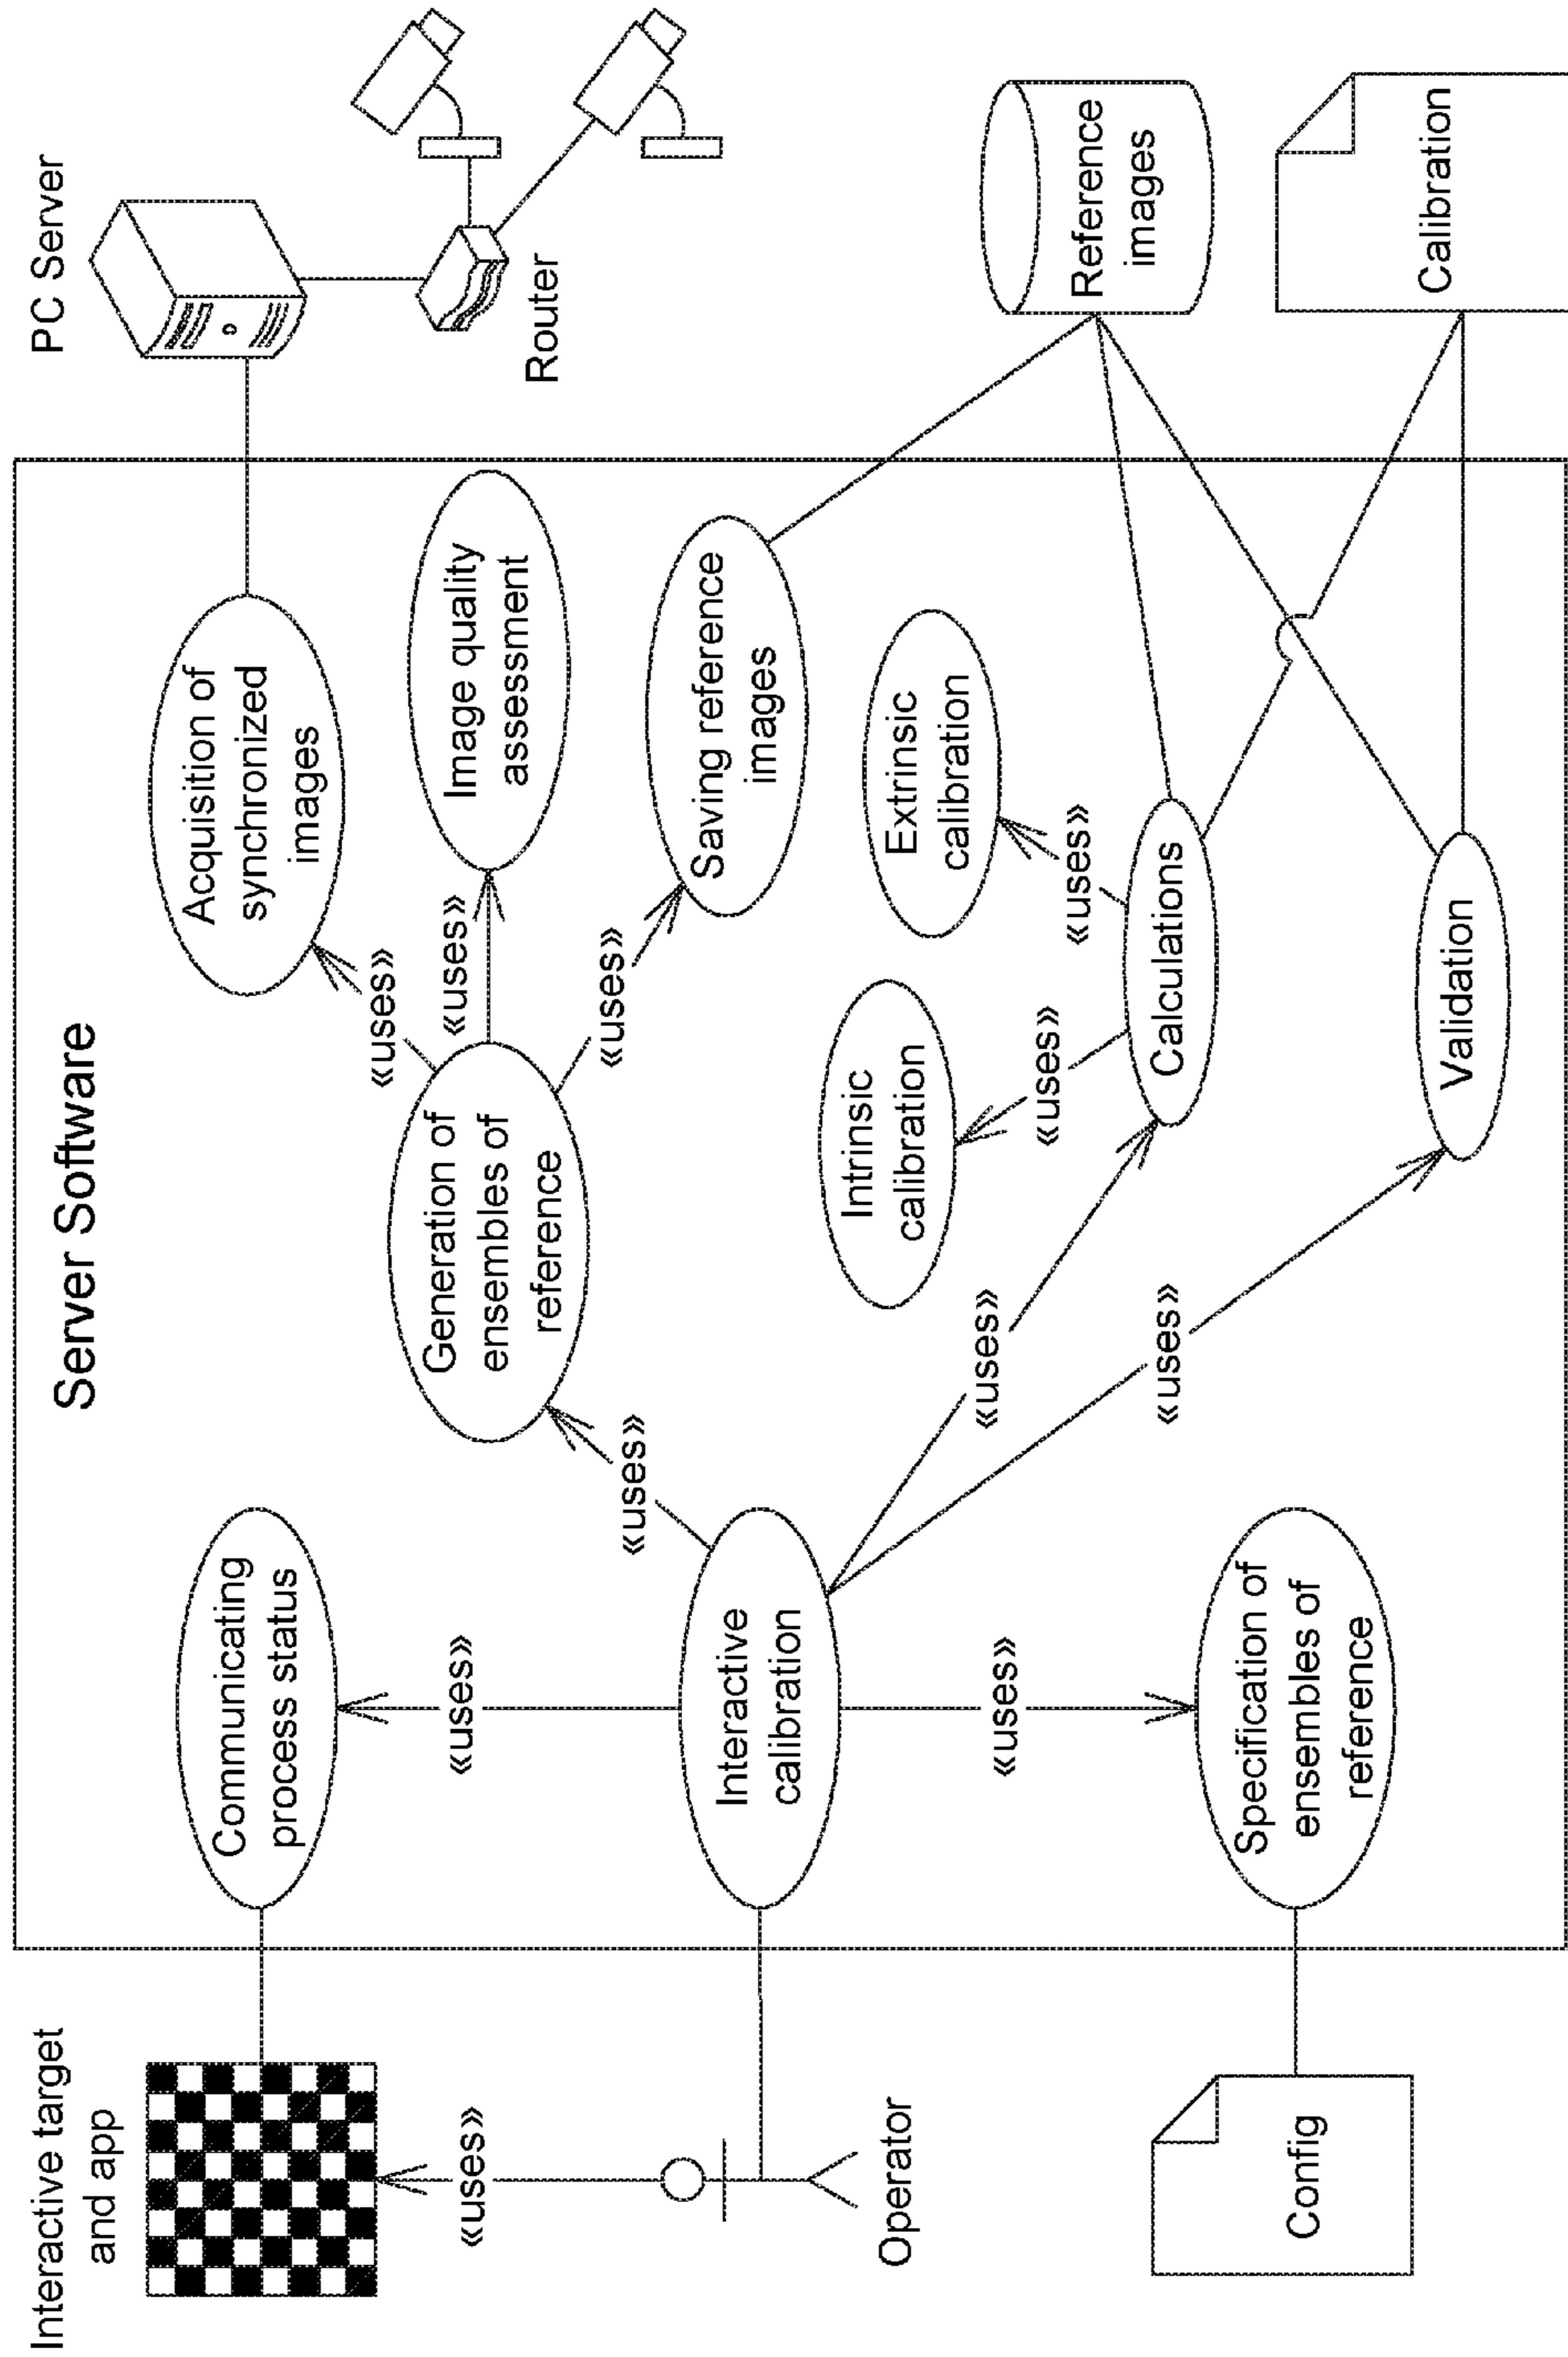 Interactive target
and app
«uses»
Operator
Config
Server Software
Communicating
process status
«uses»
Interactive
calibration
«uses»
Specification of
ensembles of
reference
«uses»
Generation of
ensembles of
reference
«uses»
«uses»
«uses»
Acquisition of
synchronized
images
Image quality
assessment
Saving reference
images
«uses»
«uses»
Intrinsic
calibration
Extrinsic
calibration
«uses»
«uses»
Calculations
Validation
PC Server
Router
Reference
images
Calibration